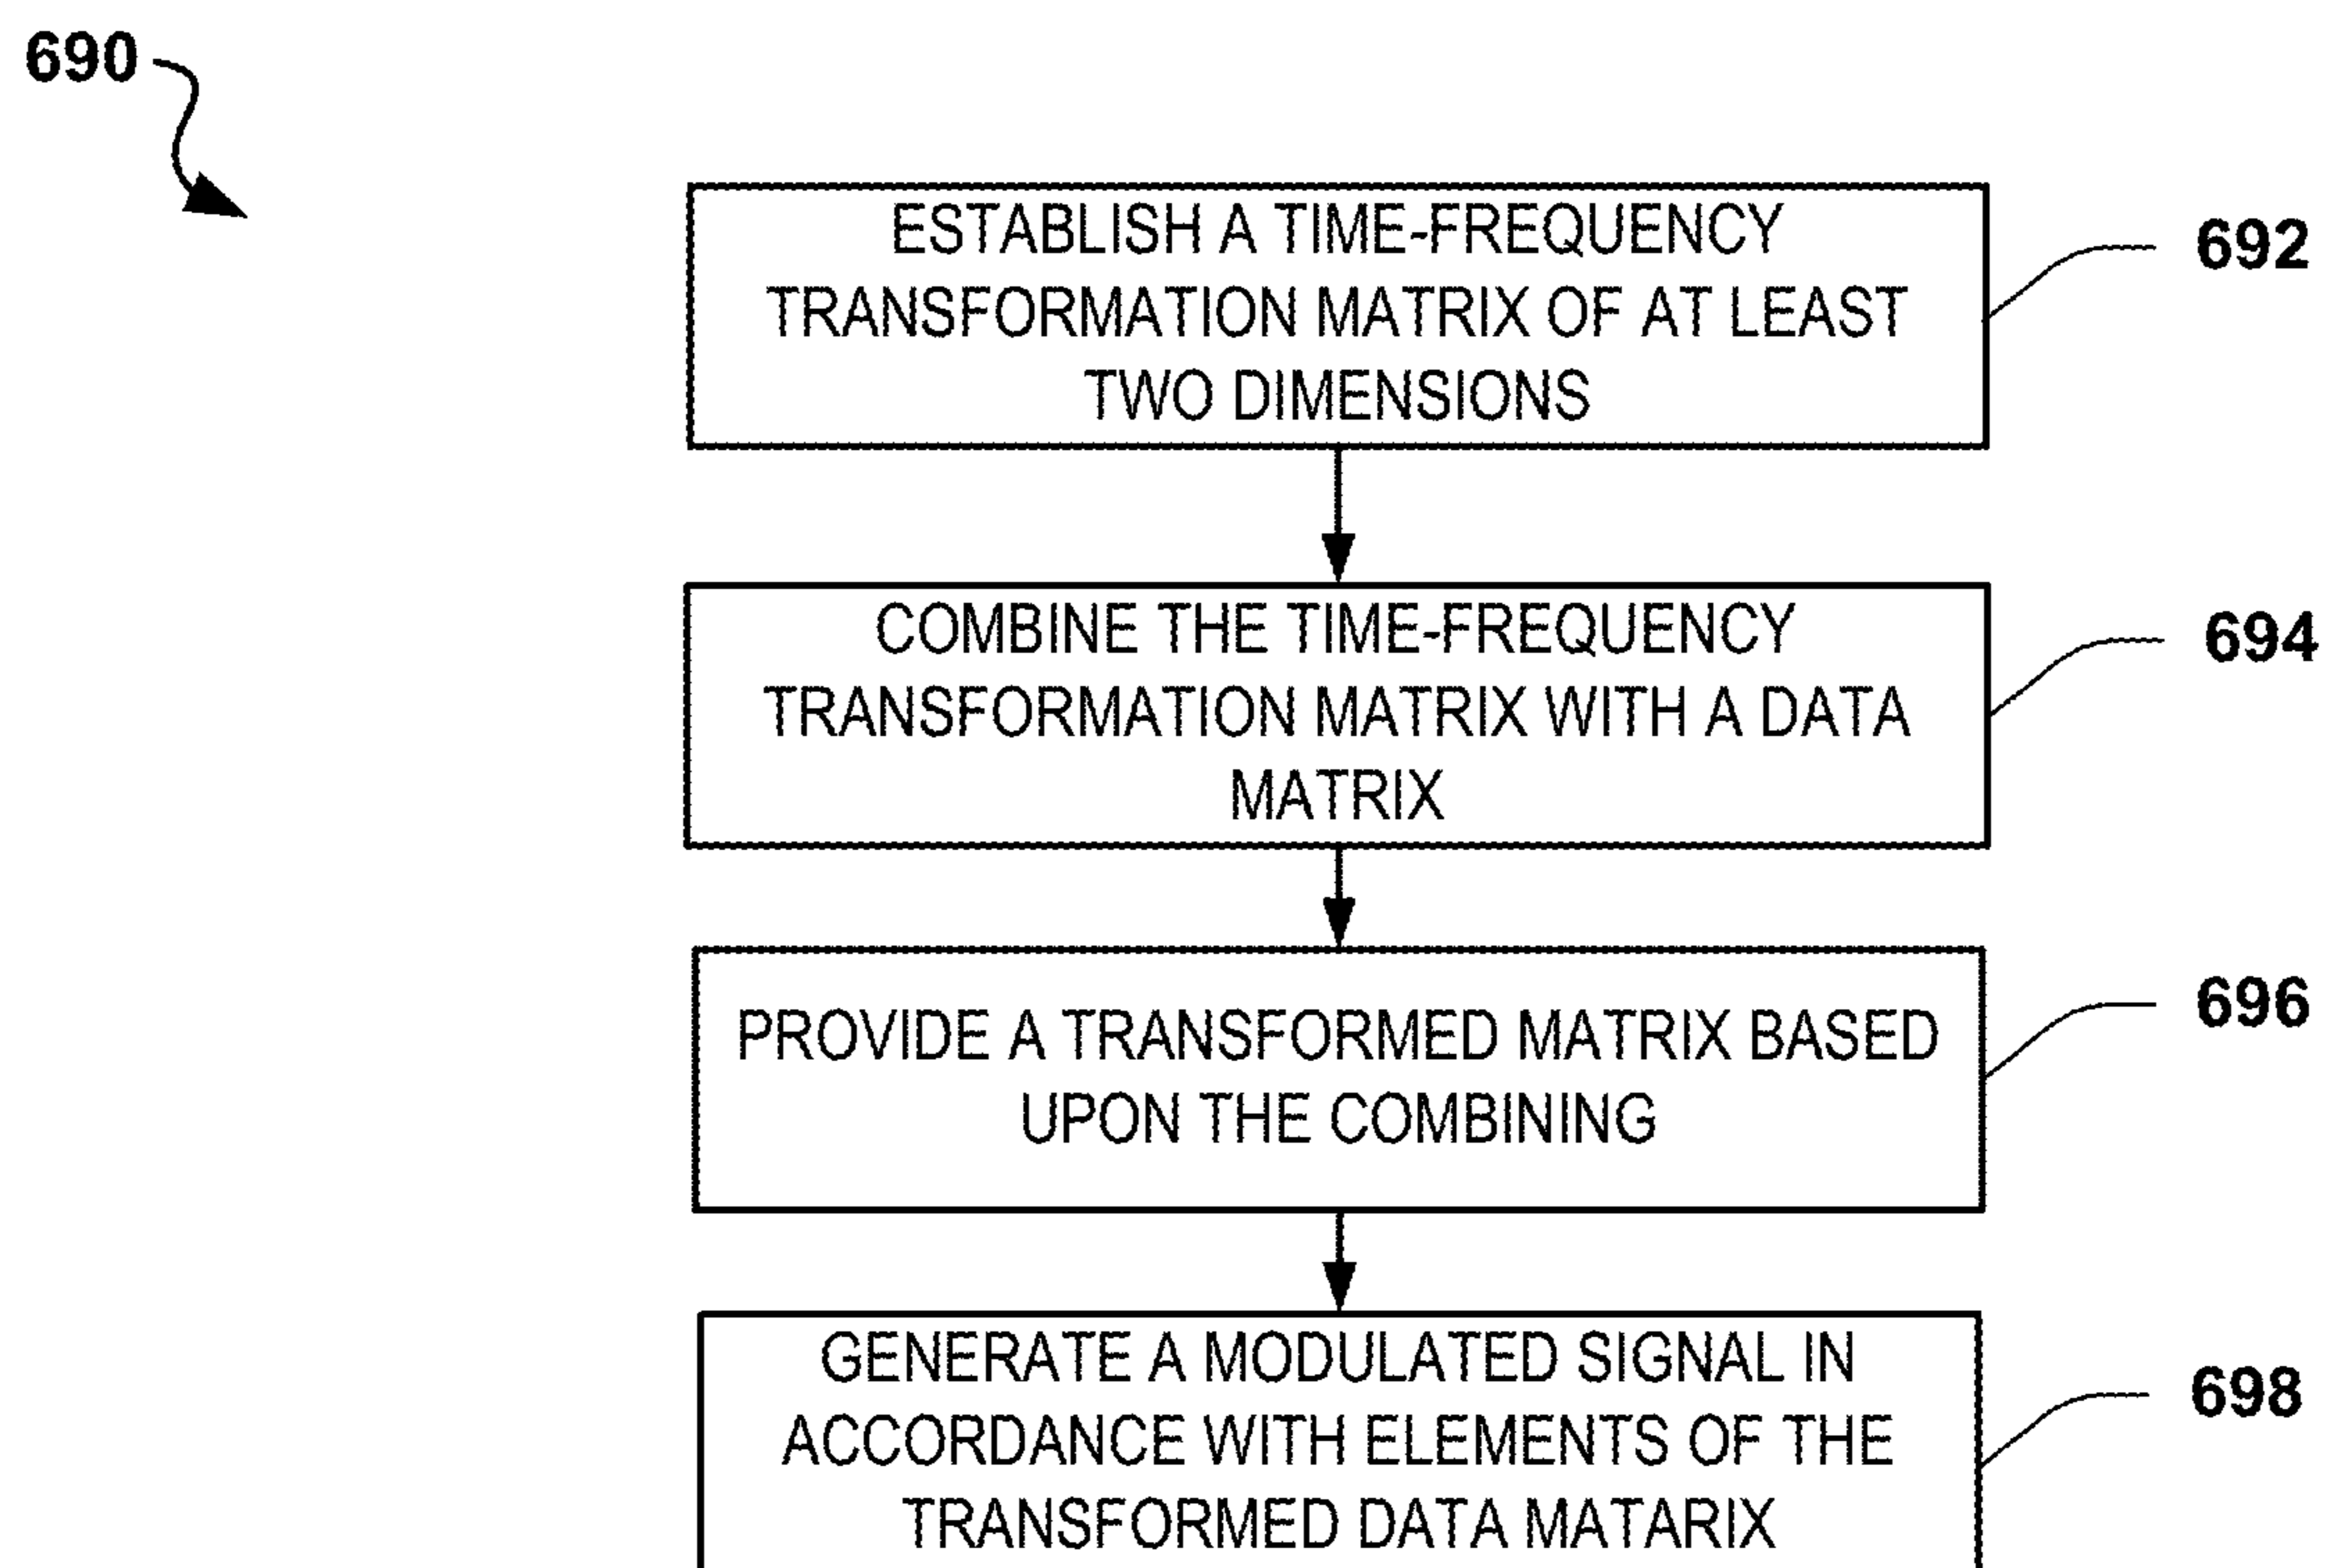 690
ESTABLISH A TIME-FREQUENCY
TRANSFORMATION MATRIX OF AT LEAST
TWO DIMENSIONS
692
COMBINE THE TIME-FREQUENCY
TRANSFORMATION MATRIX WITH A DATA
MATRIX
694
PROVIDE A TRANSFORMED MATRIX BASED
UPON THE COMBINING
696
GENERATE A MODULATED SIGNAL IN
ACCORDANCE WITH ELEMENTS OF THE
TRANSFORMED DATA MATARIX
698